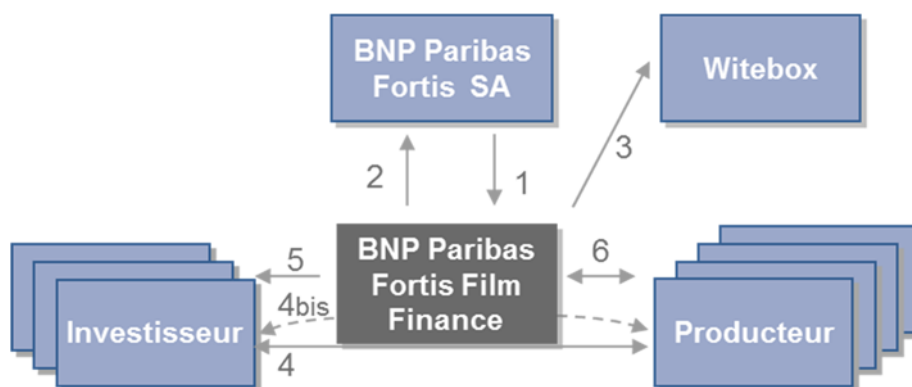 BNP Paribas
Fortis SA
Witebox
2
1
3
BNP Paribas
Fortis Film
Finance
5
6
4bis
Investisseur
Producteur
4